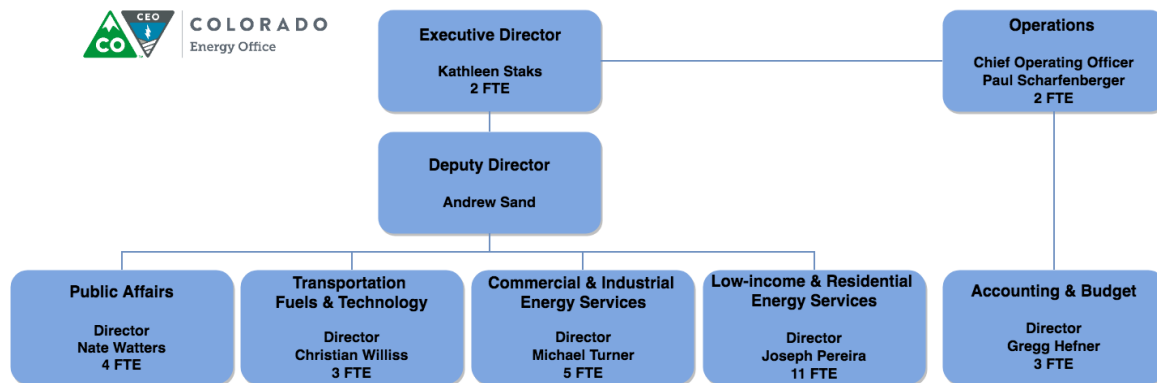 CO
CEO
COLORADO
Energy Office
Executive Director
Kathleen Staks
2 FTE
Operations
Chief Operating Officer
Paul Scharfenberger
2 FTE
Deputy Director
Andrew Sand
Public Affairs
Director
Nate Watters
4 FTE
Transportation
Fuels & Technology
Director
Christian Williss
3 FTE
Commercial & Industrial
Energy Services
Director
Michael Turner
5 FTE
Low-income & Residential
Energy Services
Director
Joseph Pereira
11 FTE
Accounting & Budget
Director
Gregg Hefner
3 FTE